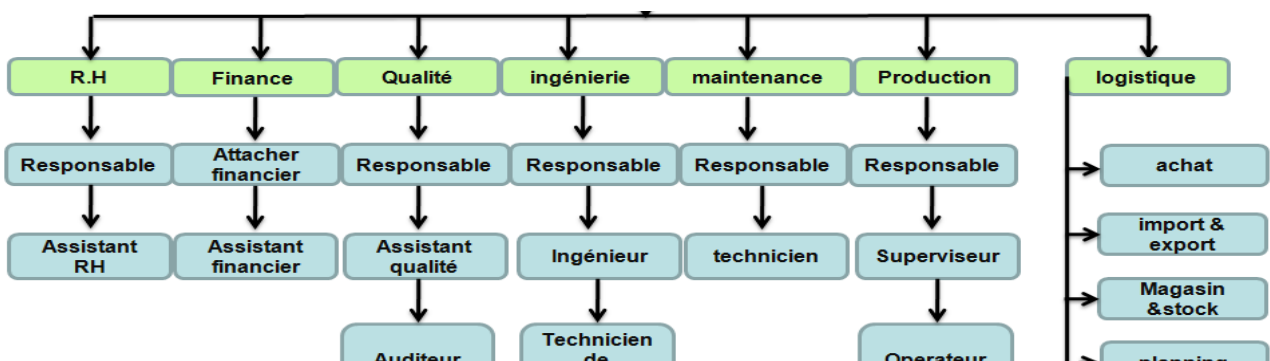 R.H
Finance
Qualité
ingénierie
maintenance
Production
logistique
Responsable
Attacher
financier
Responsable
Responsable
Responsable
Responsable
achat
Assistant
RH
Assistant
financier
Assistant
qualité
Ingénieur
technicien
Superviseur
import &
export
Magasin
&stock
Auditeur
Technicien
de
Operateur
planning